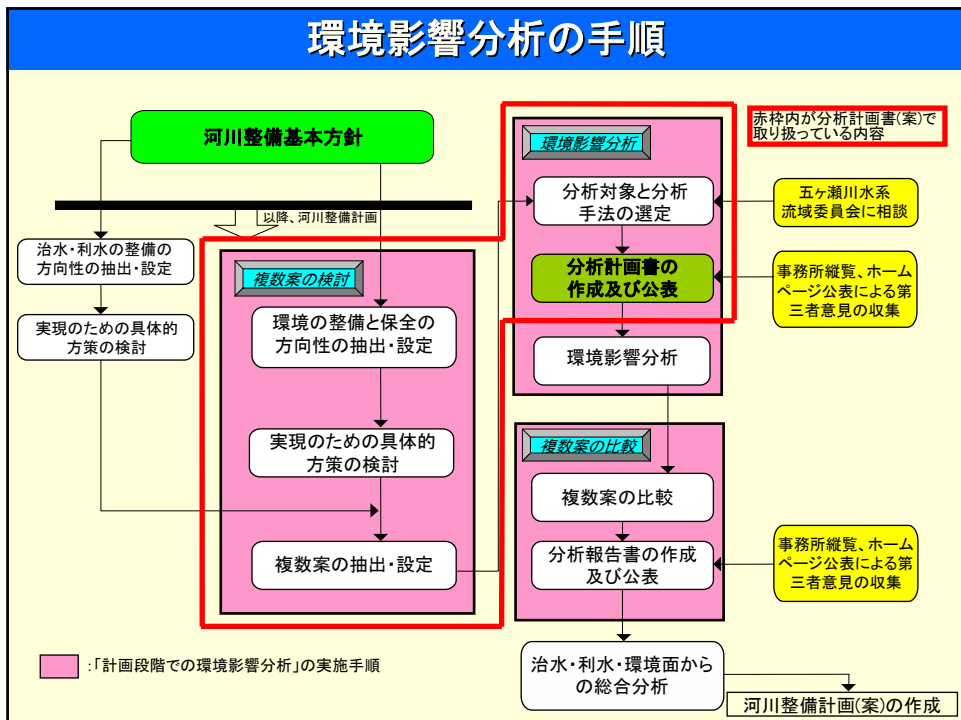 環境影響分析の手順
河川整備基本方針
赤枠内が分析計画書(案)で
取り扱っている内容
以降、河川整備計画
治水・利水の整備の
方向性の抽出・設定
実現のための具体的
方策の検討
複数案の検討
環境の整備と保全の
方向性の抽出・設定
実現のための具体的
方策の検討
複数案の抽出・設定
環境影響分析
分析対象と分析
手法の選定
分析計画書の
作成及び公表
環境影響分析
五ヶ瀬川水系
流域委員会に相談
事務所縦覧、ホーム
ページ公表による第
三者意見の収集
複数案の比較
複数案の比較
分析報告書の作成
及び公表
事務所縦覧、ホーム
ページ公表による第
三者意見の収集
治水・利水・環境面から
の総合分析
河川整備計画(案)の作成
:「計画段階での環境影響分析」の実施手順